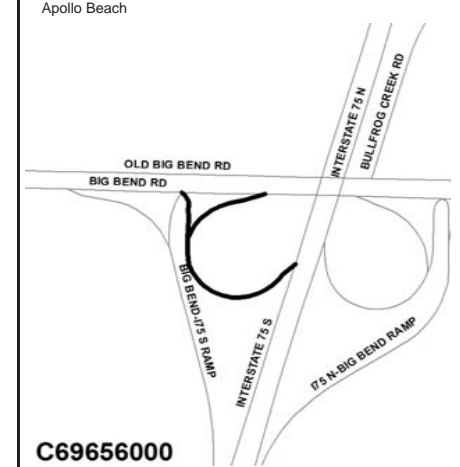 Apollo Beach
INTERSTATE 75 N
BULLFROG CREEK RD
OLD BIG BEND RD
BIG BEND RD
BIG BEND-I75 S RAMP
INTERSTATE 75 S
I75 N-BIG BEND RAMP
C69656000